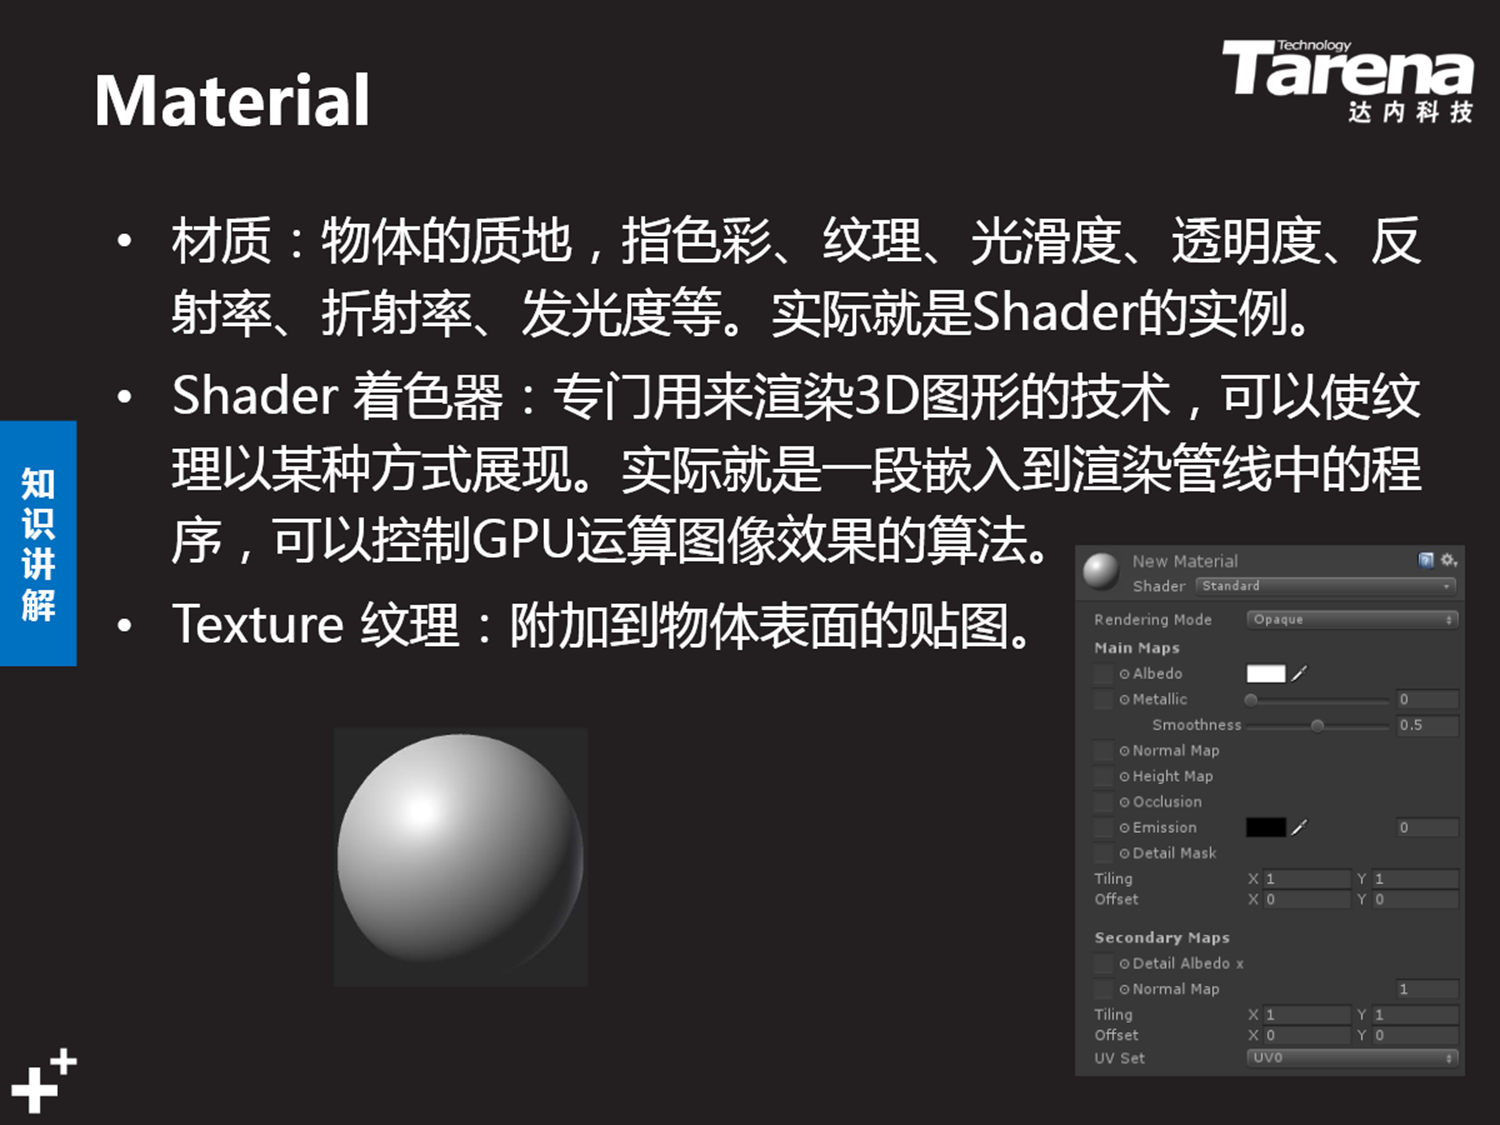 Material
Technology
Tarena
达内科技
• 材质：物体的质地，指色彩、纹理、光滑度、透明度、反
射率、折射率、发光度等。实际就是Shader的实例。
• Shader 着色器：专门用来渲染3D图形的技术，可以使纹
理以某种方式展现。实际就是一段嵌入到渲染管线中的程
序，可以控制GPU运算图像效果的算法。
• Texture 纹理：附加到物体表面的贴图。
知识讲解
New Material
Shader Standard
Rendering Mode Opaque
Main Maps
Albedo
Metallic 0
Smoothness 0.5
Normal Map
Height Map
Occlusion
Emission 0
Detail Mask
Tiling X 1 Y 1
Offset X 0 Y 0
Secondary Maps
Detail Albedo x
Normal Map 1
Tiling X 1 Y 1
Offset X 0 Y 0
UV Set UV0